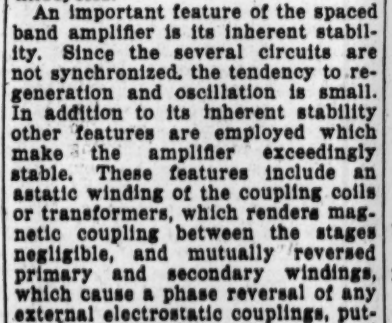 An important feature of the spaced
band amplifier is its inherent stabil-
ity. Since the several circuits are
not synchronized. the tendency to re-
generation and oscillation is small.
In addition to its inherent stability
other features are employed which
make the amplifier exceedingly
stable. These features include an
astatic winding of the coupling coils
or transformers, which renders mag-
netic coupling between the stages
negligible, and mutually reversed
primary and secondary windings,
which cause a phase reversal of any
external electrostatic couplings, put-